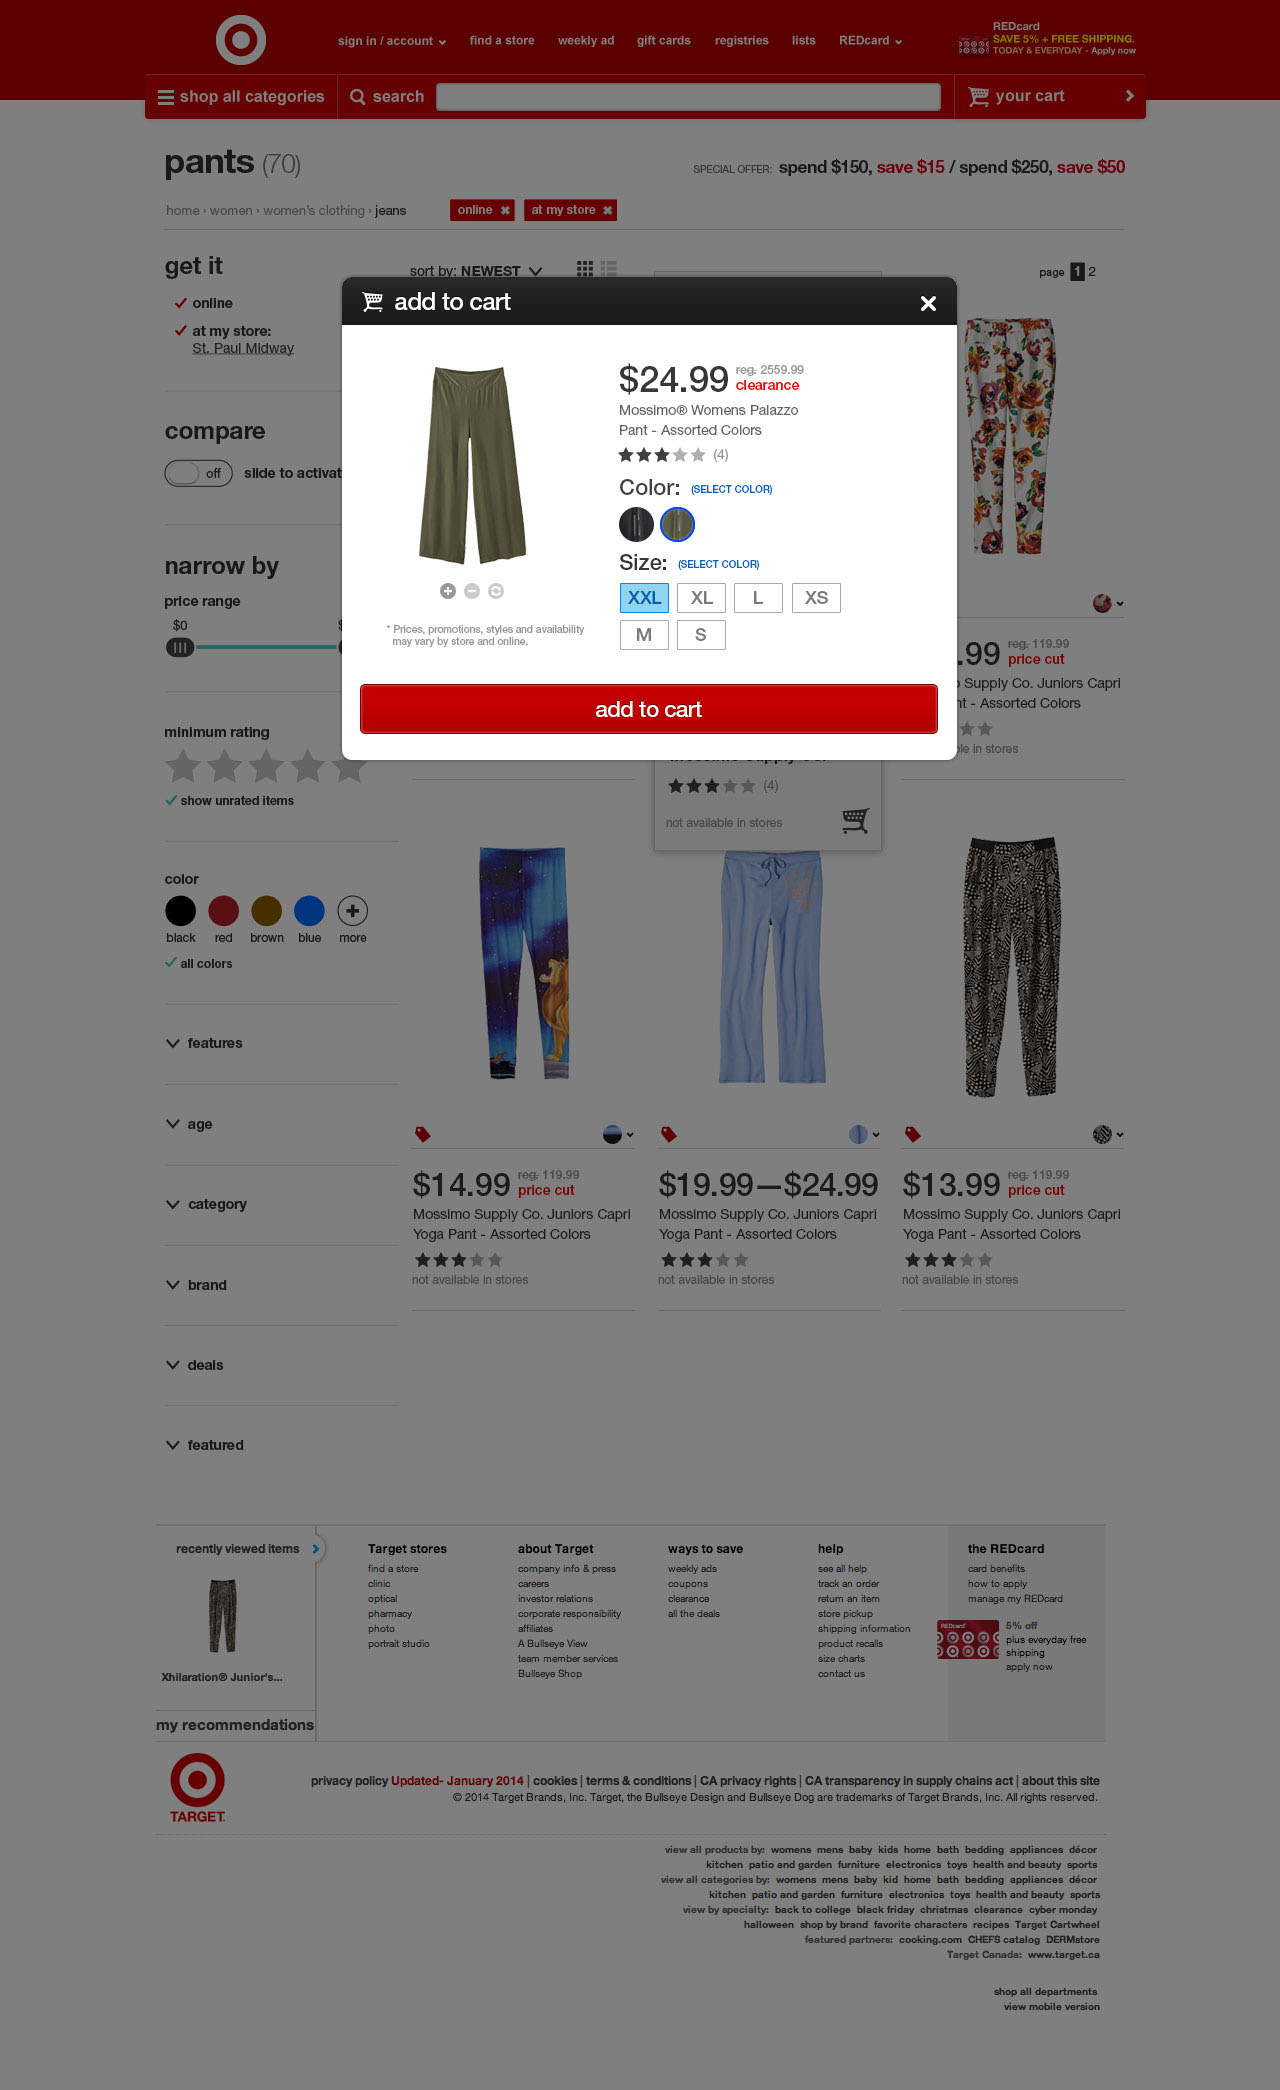 sign in / account find a store weekly ad gift cards registries lists REDcard
REDcard
SAVE 5% + FREE SHIPPING.
TODAY & EVERYDAY - Apply now
shop all categories search your cart
pants (70)
SPECIAL OFFER: spend $150, save $15 / spend $250, save $50
home › women › women's clothing › jeans online at my store
get it
sort by: NEWEST
page 1 2
online
at my store:
St. Paul Midway
compare
off slide to activat
narrow by
price range
$0
minimum rating
show unrated items
color
black red brown blue more
all colors
features
age
category
brand
deals
featured
add to cart
$24.99 reg. 2559.99
clearance
Mossimo® Womens Palazzo
Pant - Assorted Colors
(4)
Color: (SELECT COLOR)
Size: (SELECT COLOR)
XXL XL L XS
M S
* Prices, promotions, styles and availability
may vary by store and online.
add to cart
.99 reg. 119.99
price cut
Supply Co. Juniors Capri
nt - Assorted Colors
ble in stores
(4)
not available in stores
$14.99 reg. 119.99
price cut
Mossimo Supply Co. Juniors Capri
Yoga Pant - Assorted Colors
not available in stores
$19.99—$24.99
Mossimo Supply Co. Juniors Capri
Yoga Pant - Assorted Colors
not available in stores
$13.99 reg. 119.99
price cut
Mossimo Supply Co. Juniors Capri
Yoga Pant - Assorted Colors
not available in stores
recently viewed items
Xhilaration® Junior's...
my recommendations
Target stores
find a store
clinic
optical
pharmacy
photo
portrait studio
about Target
company info & press
careers
investor relations
corporate responsibility
affiliates
A Bullseye View
team member services
Bullseye Shop
ways to save
weekly ads
coupons
clearance
all the deals
help
see all help
track an order
return an item
store pickup
shipping information
product recalls
size charts
contact us
the REDcard
card benefits
how to apply
manage my REDcard
REDcard
5% off
plus everyday free
shipping
apply now
TARGET
privacy policy Updated- January 2014 | cookies | terms & conditions | CA privacy rights | CA transparency in supply chains act | about this site
© 2014 Target Brands, Inc. Target, the Bullseye Design and Bullseye Dog are trademarks of Target Brands, Inc. All rights reserved.
view all products by: womens mens baby kids home bath bedding appliances décor
kitchen patio and garden furniture electronics toys health and beauty sports
view all categories by: womens mens baby kid home bath bedding appliances décor
kitchen patio and garden furniture electronics toys health and beauty sports
view by specialty: back to college black friday christmas clearance cyber monday
halloween shop by brand favorite characters recipes Target Cartwheel
featured partners: cooking.com CHEFS catalog DERMstore
Target Canada: www.target.ca
shop all departments
view mobile version